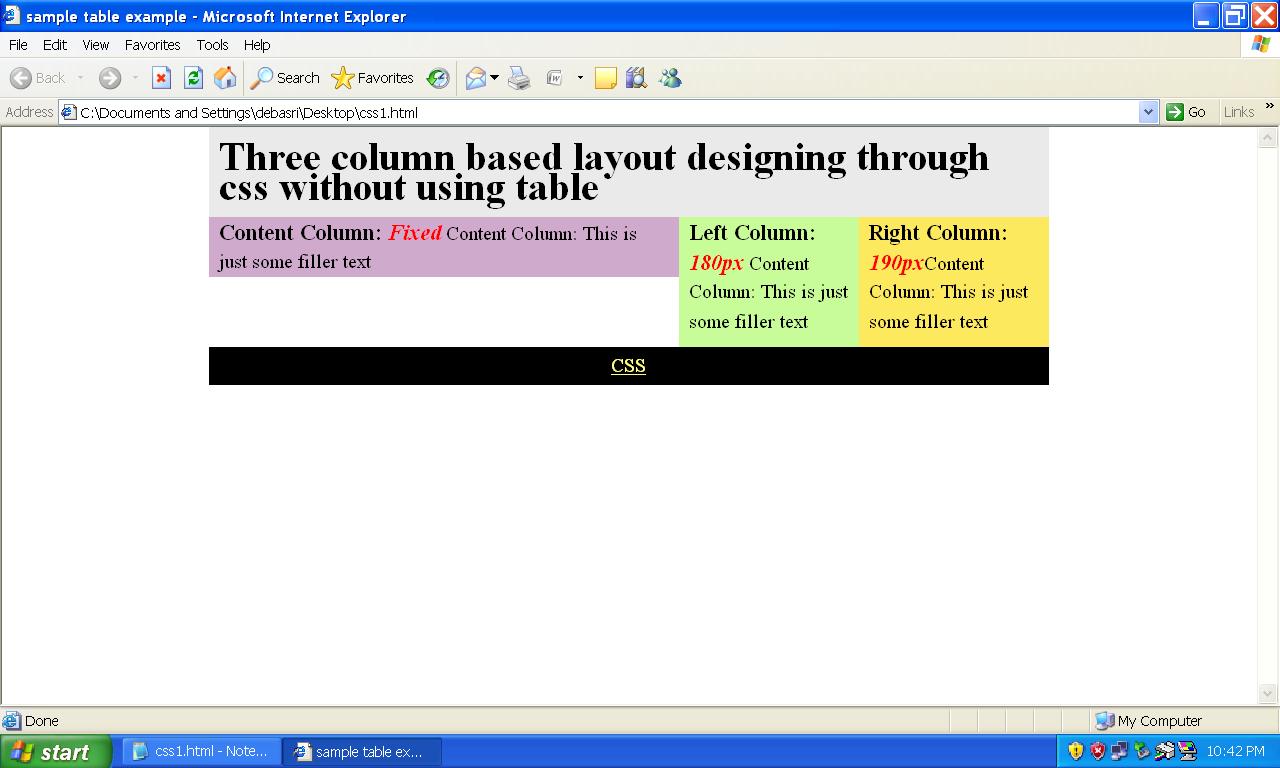 sample table example - Microsoft Internet Explorer
File Edit View Favorites Tools Help
Back Search Favorites
Address C:\Documents and Settings\debasri\Desktop\css1.html Go Links »
Three column based layout designing through
css without using table
Content Column: Fixed Content Column: This is
just some filler text
Left Column:
180px Content
Column: This is just
some filler text
Right Column:
190pxContent
Column: This is just
some filler text
CSS
Done My Computer
start css1.html - Note... sample table ex... 10:42 PM